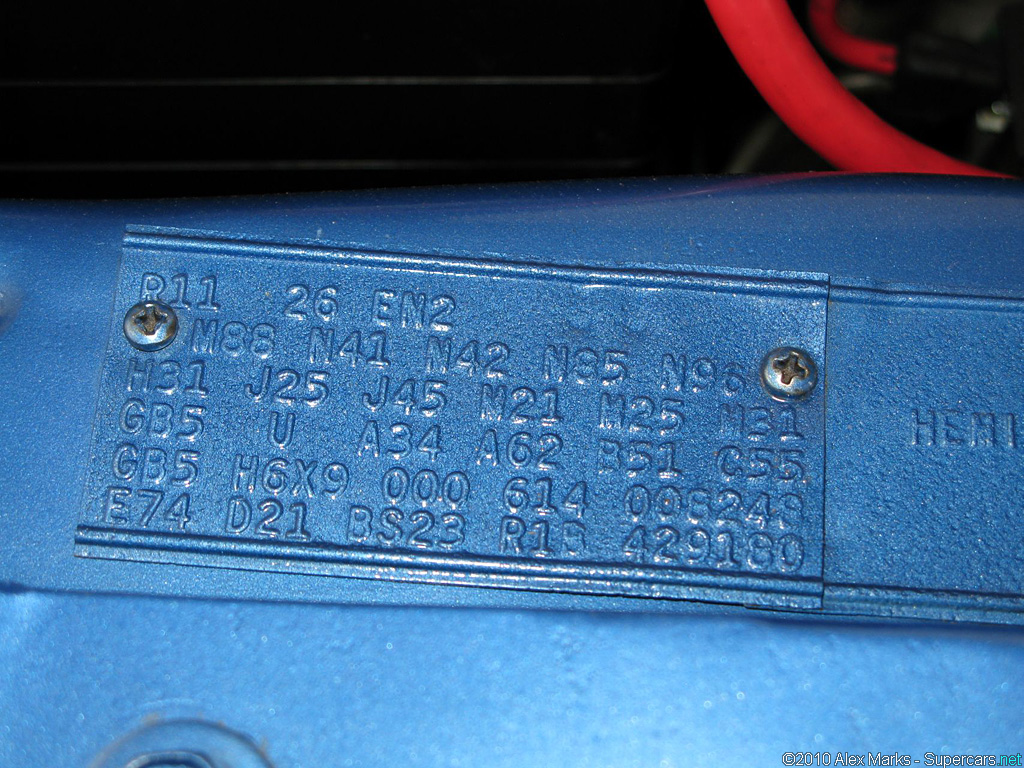 R11 26 EN2
M88 N41 N42 N85 N96
H31 J25 J45 M21 M25 M31
GB5 U A34 A62 B51 C55
GB5 H6X9 000 614 008248
E74 D21 BS23 R1B 429180
HEMI
©2010 Alex Marks - Supercars.net